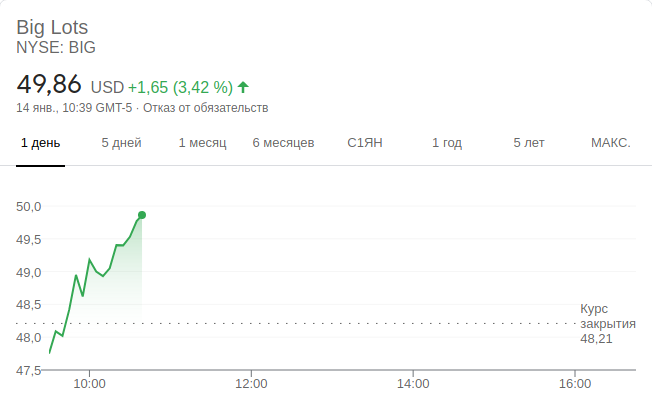 Big Lots
NYSE: BIG
49,86 USD +1,65 (3,42 %)
14 янв., 10:39 GMT-5 · Отказ от обязательств
1 день 5 дней 1 месяц 6 месяцев С1ЯН 1 год 5 лет МАКС.
50,0
49,5
49,0
48,5
Курс
закрытия
48,21
48,0
47,5
10:00 12:00 14:00 16:00